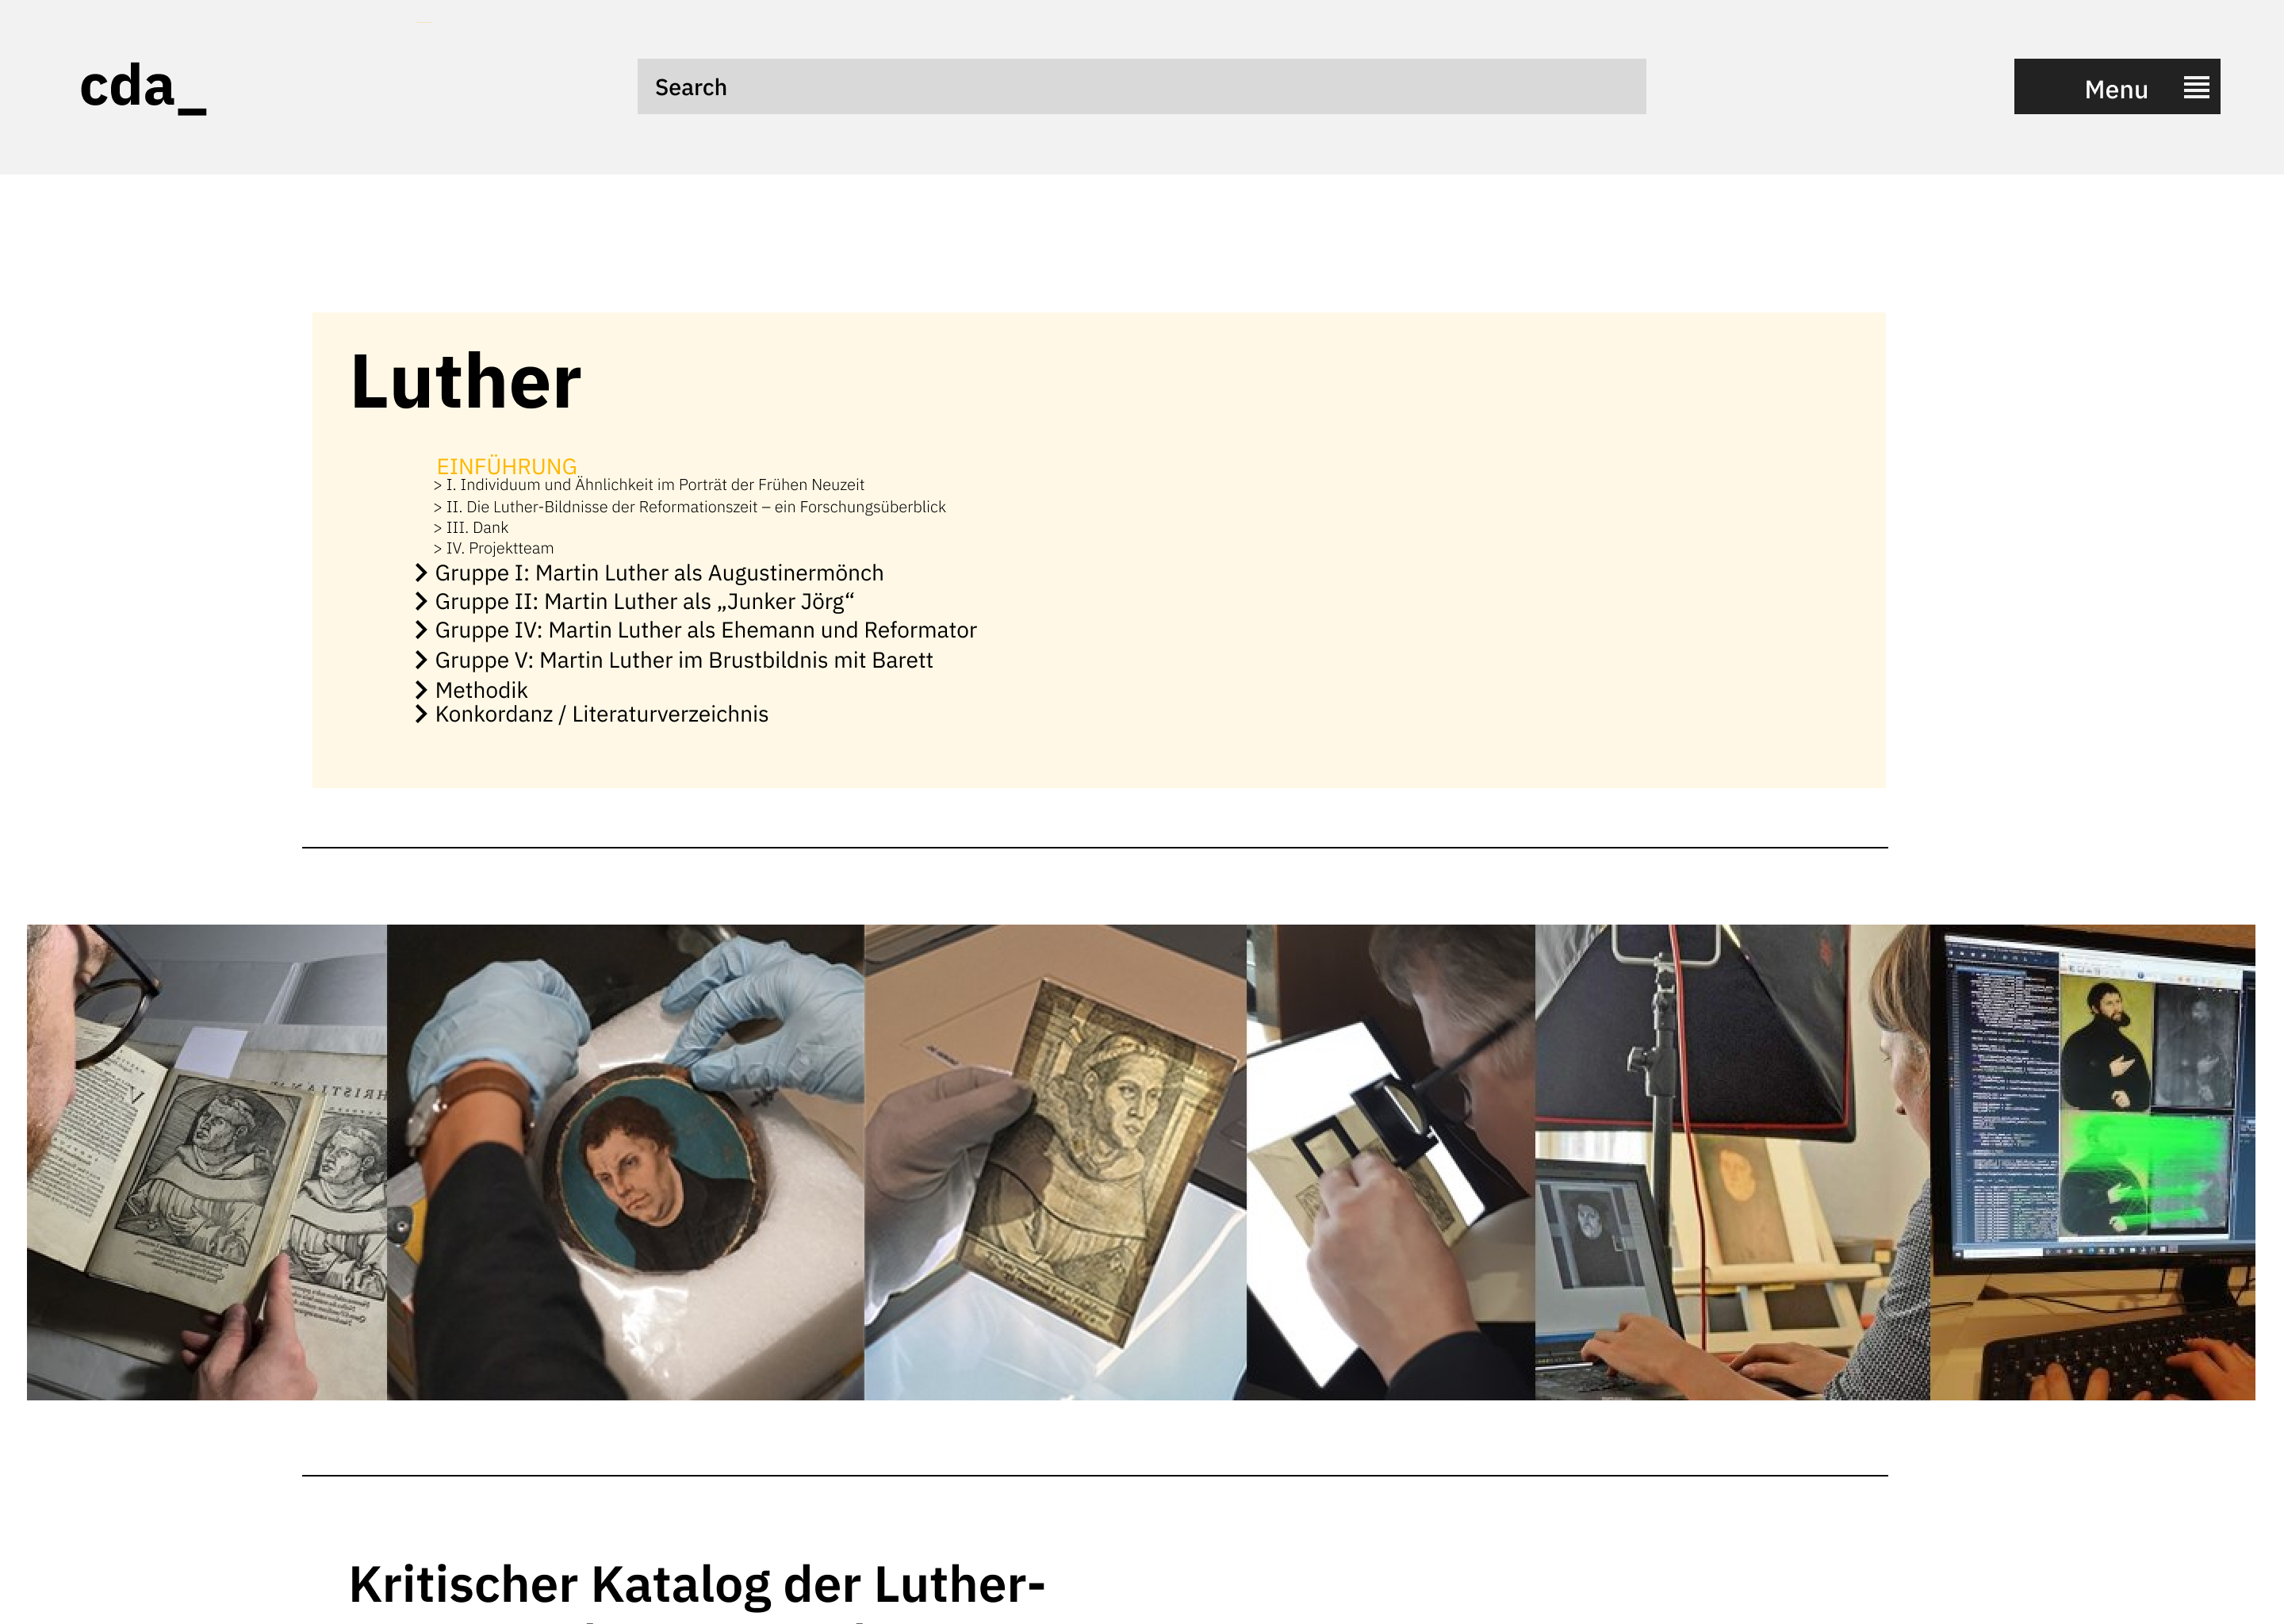 cda_
Search
Menu
Luther
EINFÜHRUNG
> I. Individuum und Ähnlichkeit im Porträt der Frühen Neuzeit
> II. Die Luther-Bildnisse der Reformationszeit – ein Forschungsüberblick
> III. Dank
> IV. Projektteam
Gruppe I: Martin Luther als Augustinermönch
Gruppe II: Martin Luther als „Junker Jörg“
Gruppe IV: Martin Luther als Ehemann und Reformator
Gruppe V: Martin Luther im Brustbildnis mit Barett
Methodik
Konkordanz / Literaturverzeichnis
Kritischer Katalog der Luther-